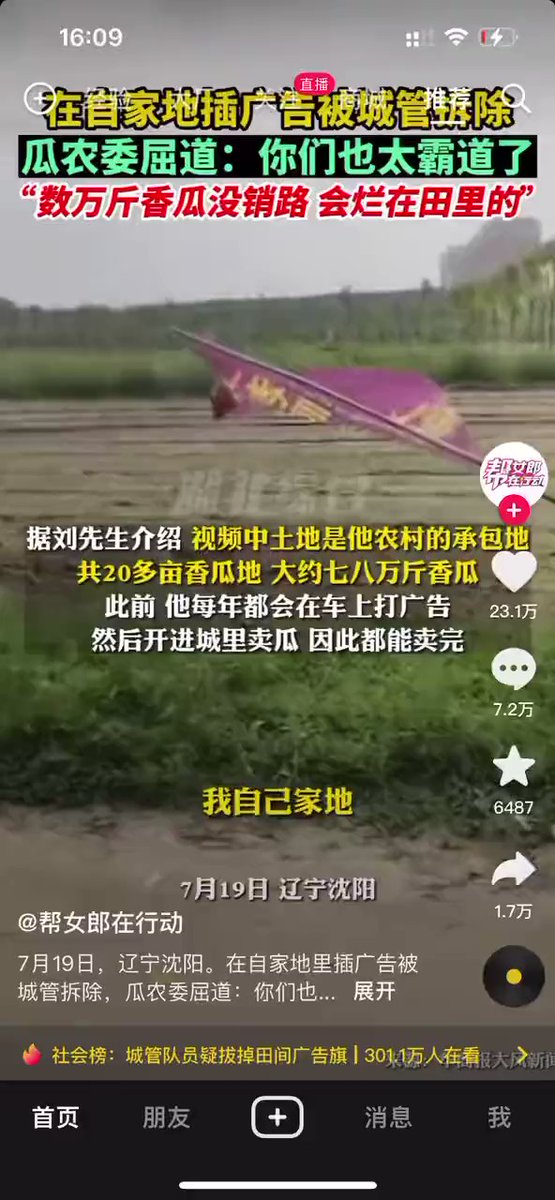 16:09
直播
关注
商城
推荐
在自家地插广告被城管拆除
瓜农委屈道：你们也太霸道了
“数万斤香瓜没销路 会烂在田里的”
帮女郎
在行动
据刘先生介绍 视频中土地是他农村的承包地
共20多亩香瓜地 大约七八万斤香瓜
此前 他每年都会在车上打广告
然后开进城里卖瓜 因此都能卖完
23.1万
7.2万
6487
1.7万
我自己家地
7月19日 辽宁沈阳
@帮女郎在行动
7月19日，辽宁沈阳。在自家地里插广告被
城管拆除，瓜农委屈道：你们也... 展开
社会榜：城管队员疑拔掉田间广告旗 | 301.1万人在看
首页
朋友
消息
我